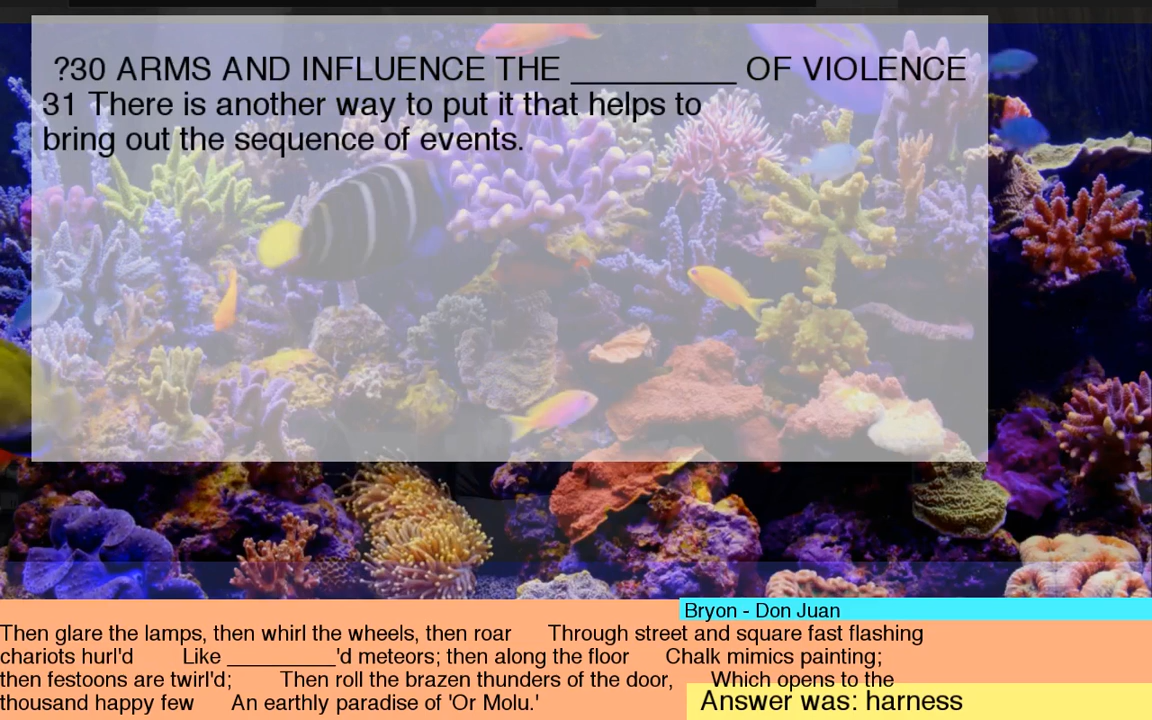 ?30 ARMS AND INFLUENCE THE __________ OF VIOLENCE
31 There is another way to put it that helps to
bring out the sequence of events.
Bryon - Don Juan
Then glare the lamps, then whirl the wheels, then roar Through street and square fast flashing
chariots hurl'd Like __________'d meteors; then along the floor Chalk mimics painting;
then festoons are twirl'd; Then roll the brazen thunders of the door, Which opens to the
thousand happy few An earthly paradise of 'Or Molu.'
Answer was: harness